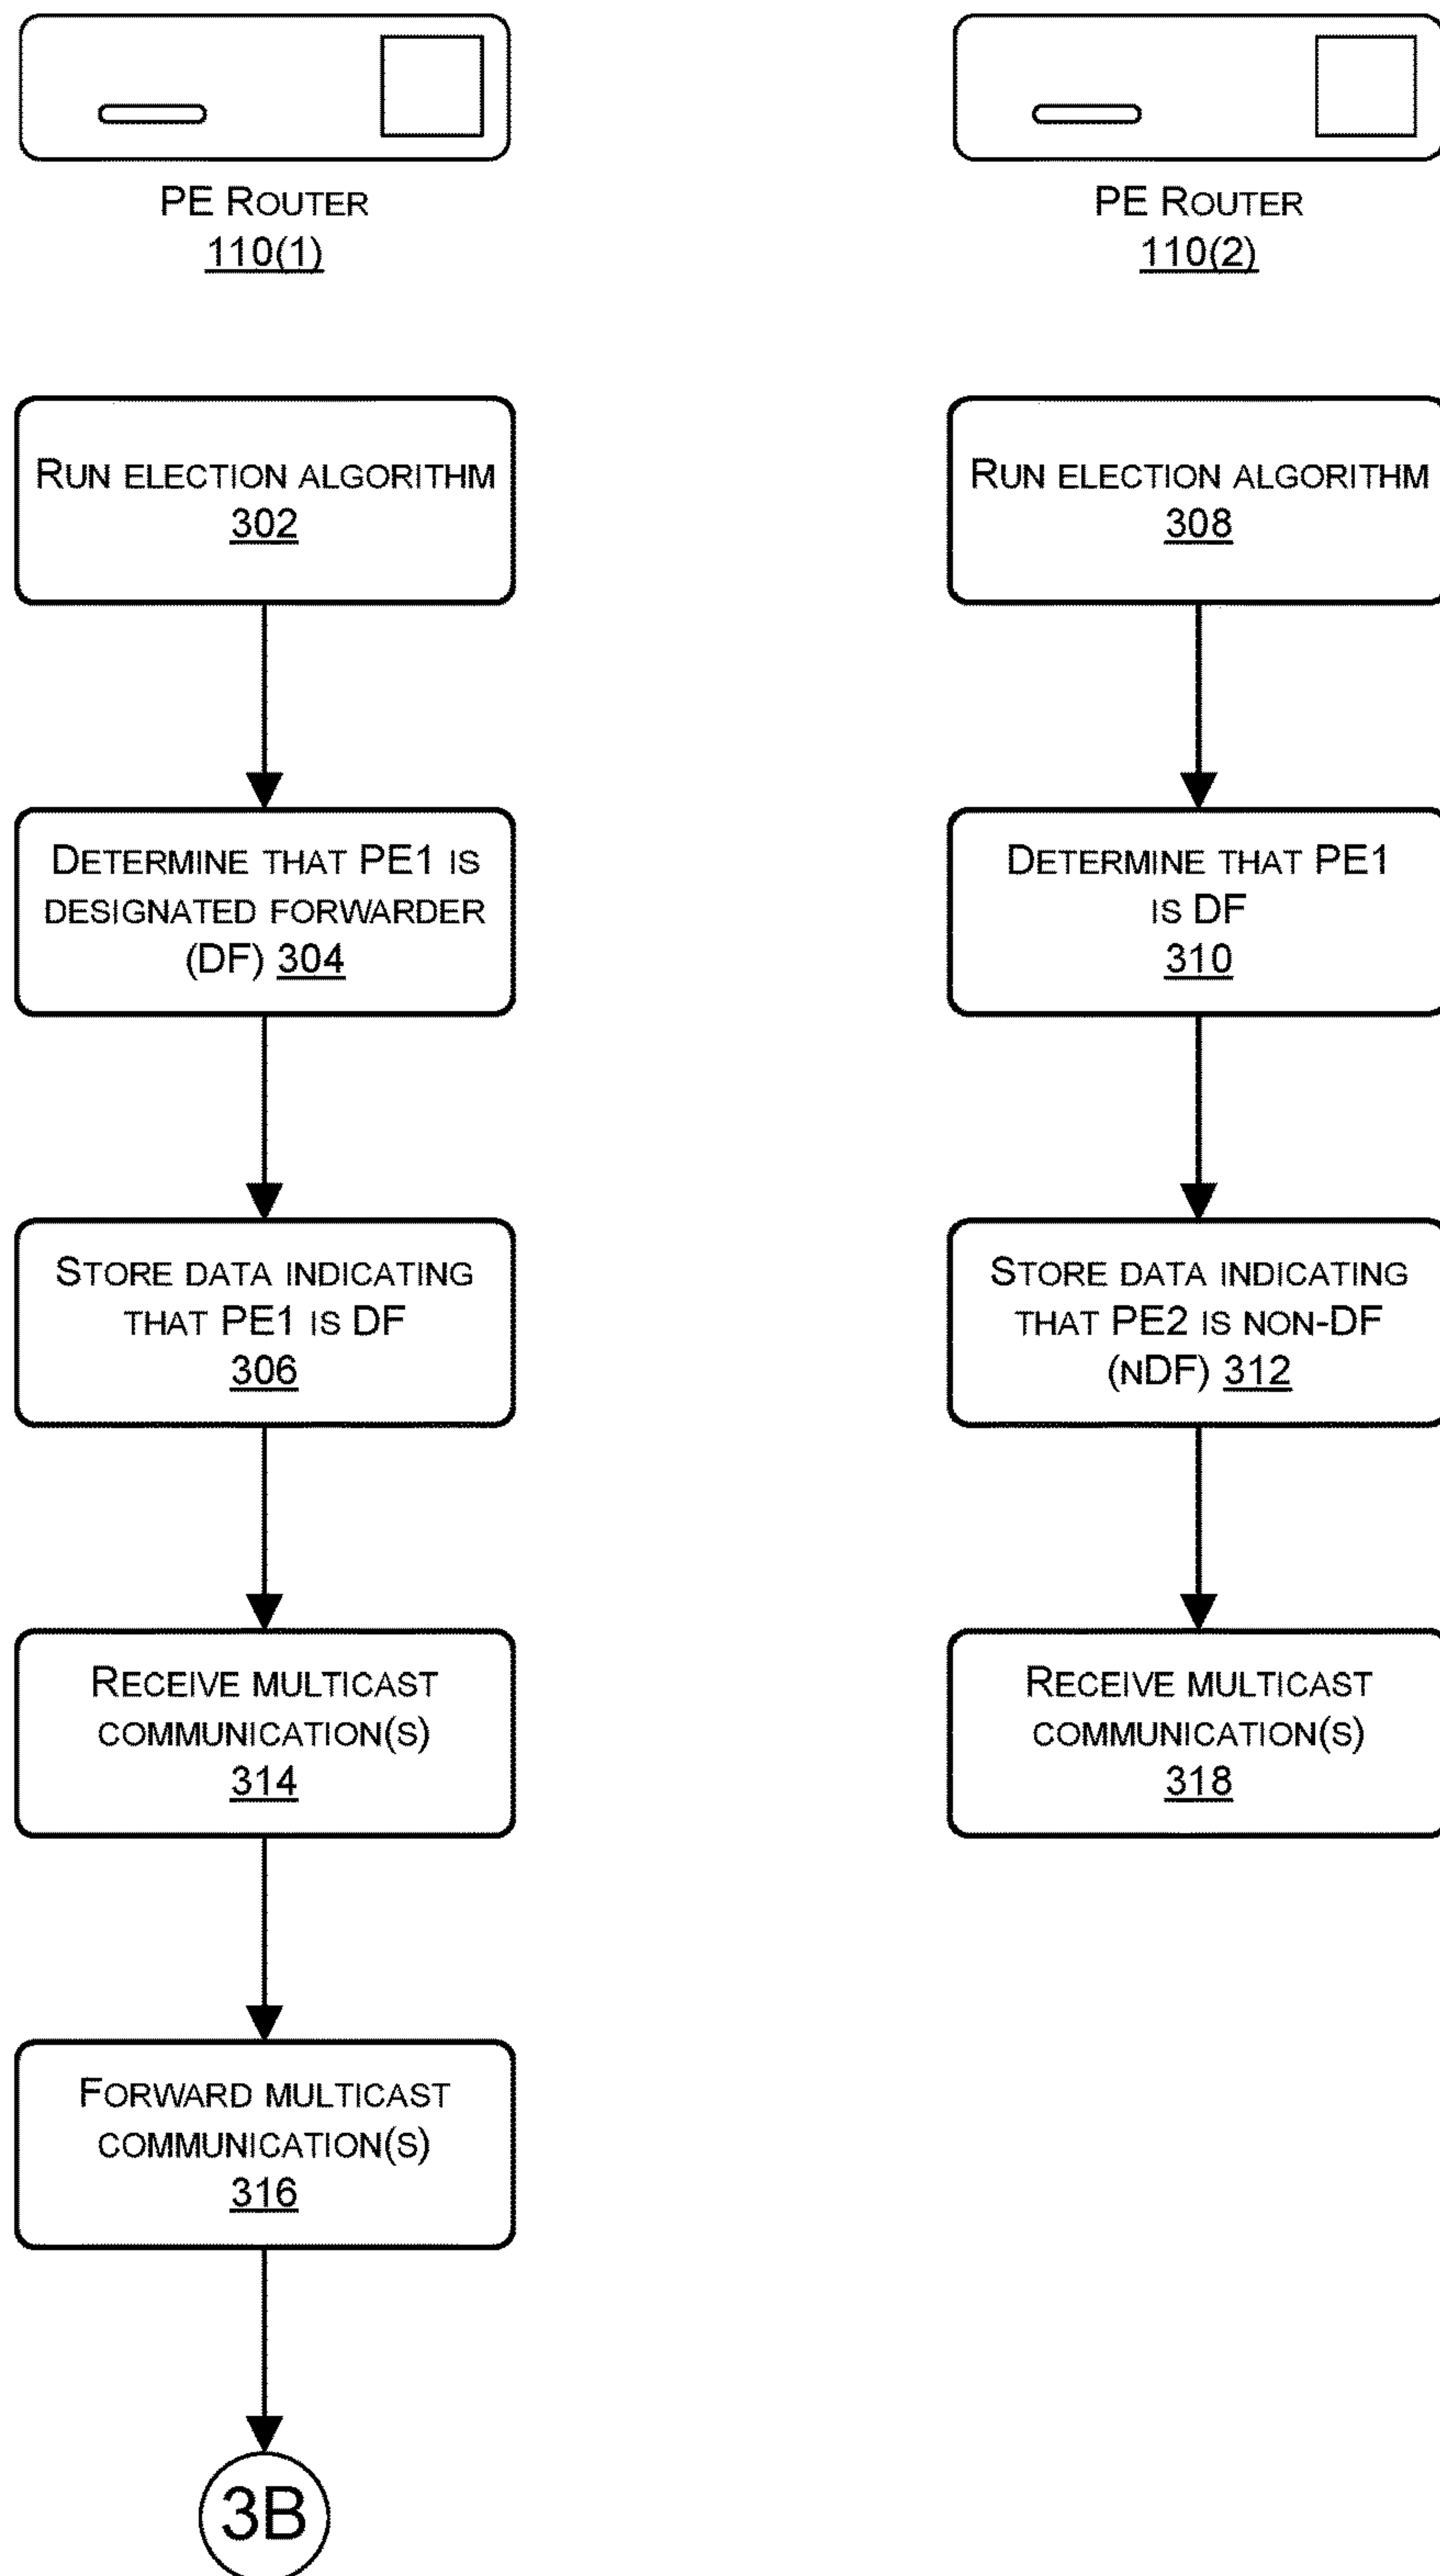 PE ROUTER
110(1)
PE ROUTER
110(2)
RUN ELECTION ALGORITHM
302
RUN ELECTION ALGORITHM
308
DETERMINE THAT PE1 IS
DESIGNATED FORWARDER
(DF) 304
DETERMINE THAT PE1
IS DF
310
STORE DATA INDICATING
THAT PE1 IS DF
306
STORE DATA INDICATING
THAT PE2 IS NON-DF
(NDF) 312
RECEIVE MULTICAST
COMMUNICATION(S)
314
RECEIVE MULTICAST
COMMUNICATION(S)
318
FORWARD MULTICAST
COMMUNICATION(S)
316
3B